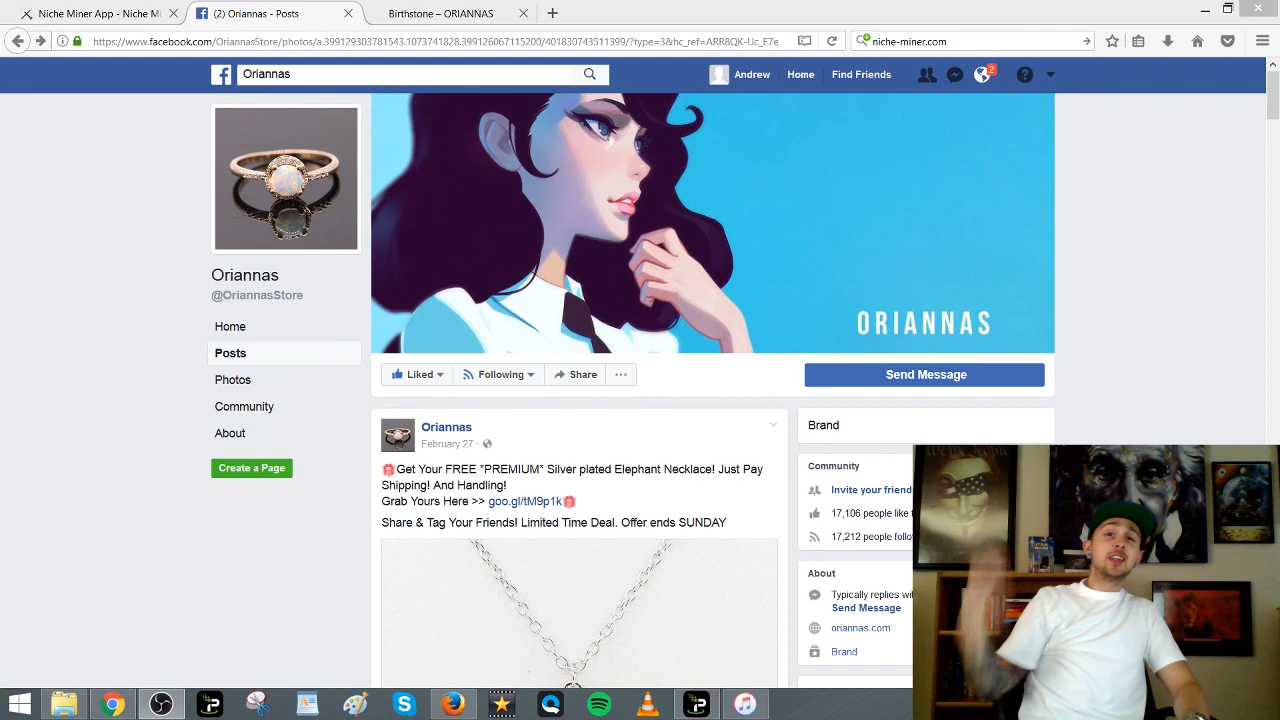 Niche Miner App - Niche Mi
(2) Oriannas - Posts
Birthstone – ORIANNAS
https://www.facebook.com/OriannasStore/photos/a.399129303781543.1073741828.399126067115200/401830743511399/?type=3&hc_ref=ARR8QK-Uc_E7e
niche-miner.com
Oriannas
Andrew
Home
Find Friends
2
ORIANNAS
Oriannas
@OriannasStore
Home
Posts
Photos
Community
About
Create a Page
Liked
Following
Share
Send Message
Oriannas
February 27
Get Your FREE *PREMIUM* Silver plated Elephant Necklace! Just Pay
Shipping! And Handling!
Grab Yours Here >> goo.gl/tM9p1k
Share & Tag Your Friends! Limited Time Deal. Offer ends SUNDAY
Brand
Community
Invite your friend
17,106 people like t
17,212 people follo
About
Typically replies wi
Send Message
oriannas.com
Brand
We the People